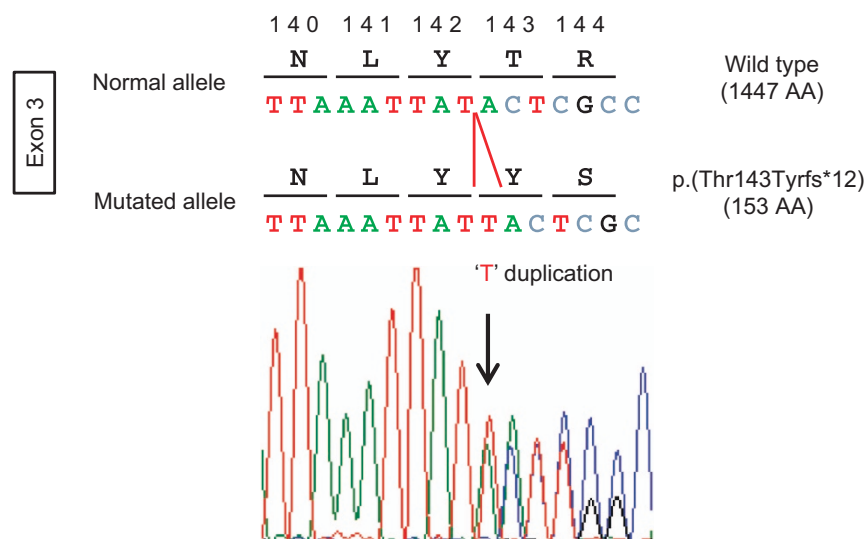 140 141 142 143 144
N L Y T R
Exon 3
Normal allele
TTAAATTATACTCGCC
Wild type
(1447 AA)
N L Y Y S
Mutated allele
TTAAATTATTACTCGC
p.(Thr143Tyrfs*12)
(153 AA)
'T' duplication